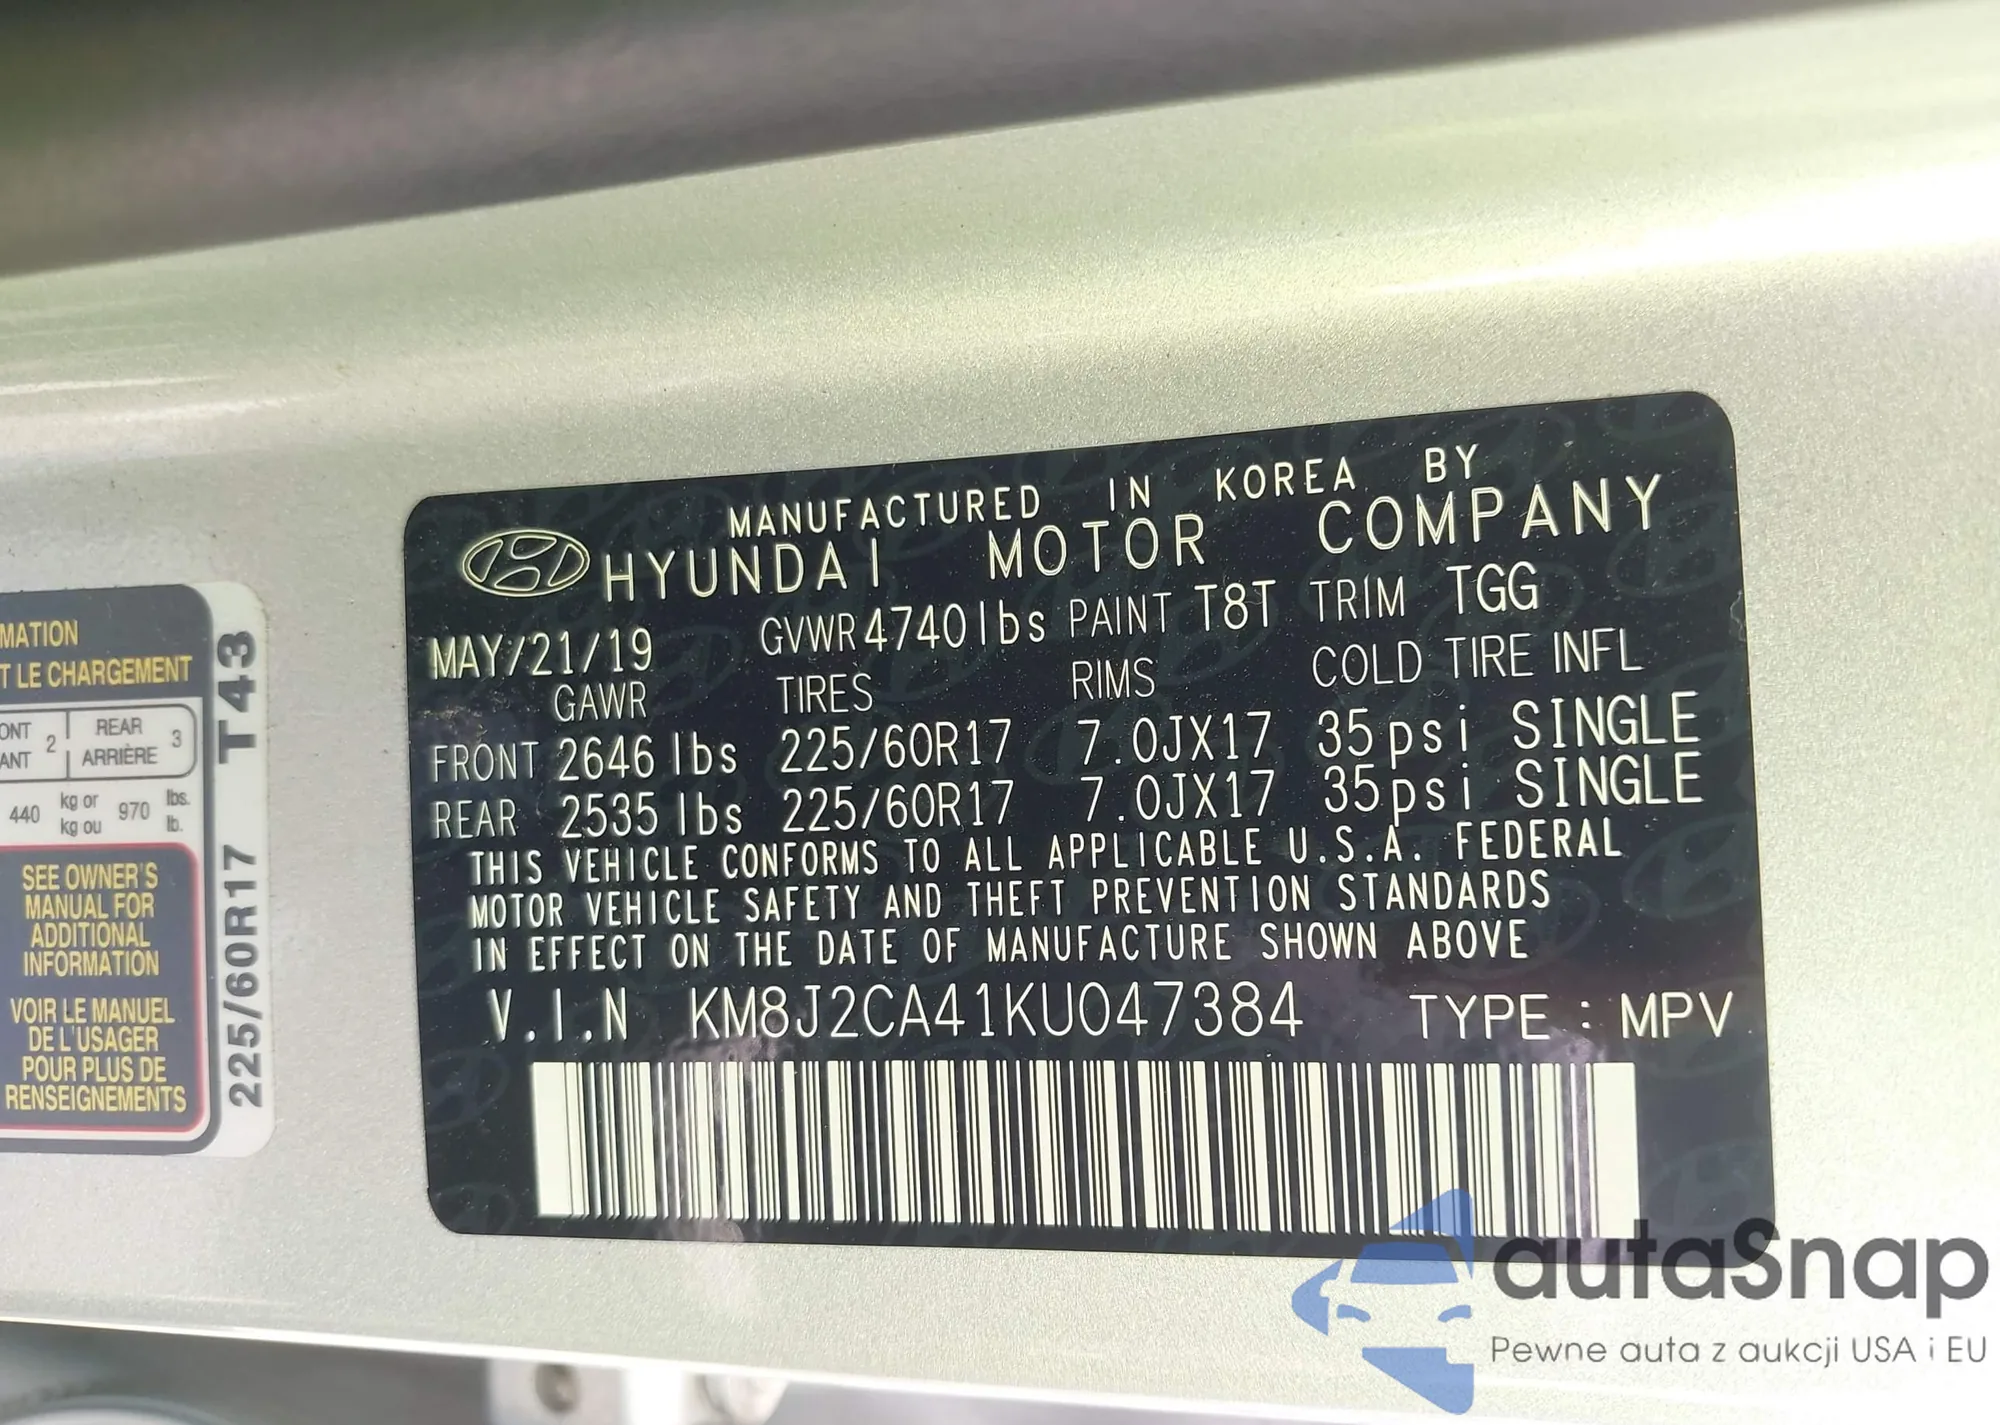 MANUFACTURED IN KOREA BY
HYUNDAI MOTOR COMPANY
MAY/21/19 GVWR 4740lbs PAINT T8T TRIM TGG
GAWR TIRES RIMS COLD TIRE INFL
FRONT 2646 lbs 225/60R17 7.0JX17 35psi SINGLE
REAR 2535 lbs 225/60R17 7.0JX17 35psi SINGLE
THIS VEHICLE CONFORMS TO ALL APPLICABLE U.S.A. FEDERAL
MOTOR VEHICLE SAFETY AND THEFT PREVENTION STANDARDS
IN EFFECT ON THE DATE OF MANUFACTURE SHOWN ABOVE
V.I.N KM8J2CA41KU047384 TYPE : MPV
MATION
T LE CHARGEMENT
ONT 2 REAR 3
ANT ARRIÈRE
440 kg or 970 lbs.
kg ou lb.
SEE OWNER'S
MANUAL FOR
ADDITIONAL
INFORMATION
VOIR LE MANUEL
DE L'USAGER
POUR PLUS DE
RENSEIGNEMENTS
225/60R17 T43
autaSnap
Pewne auta z aukcji USA i EU